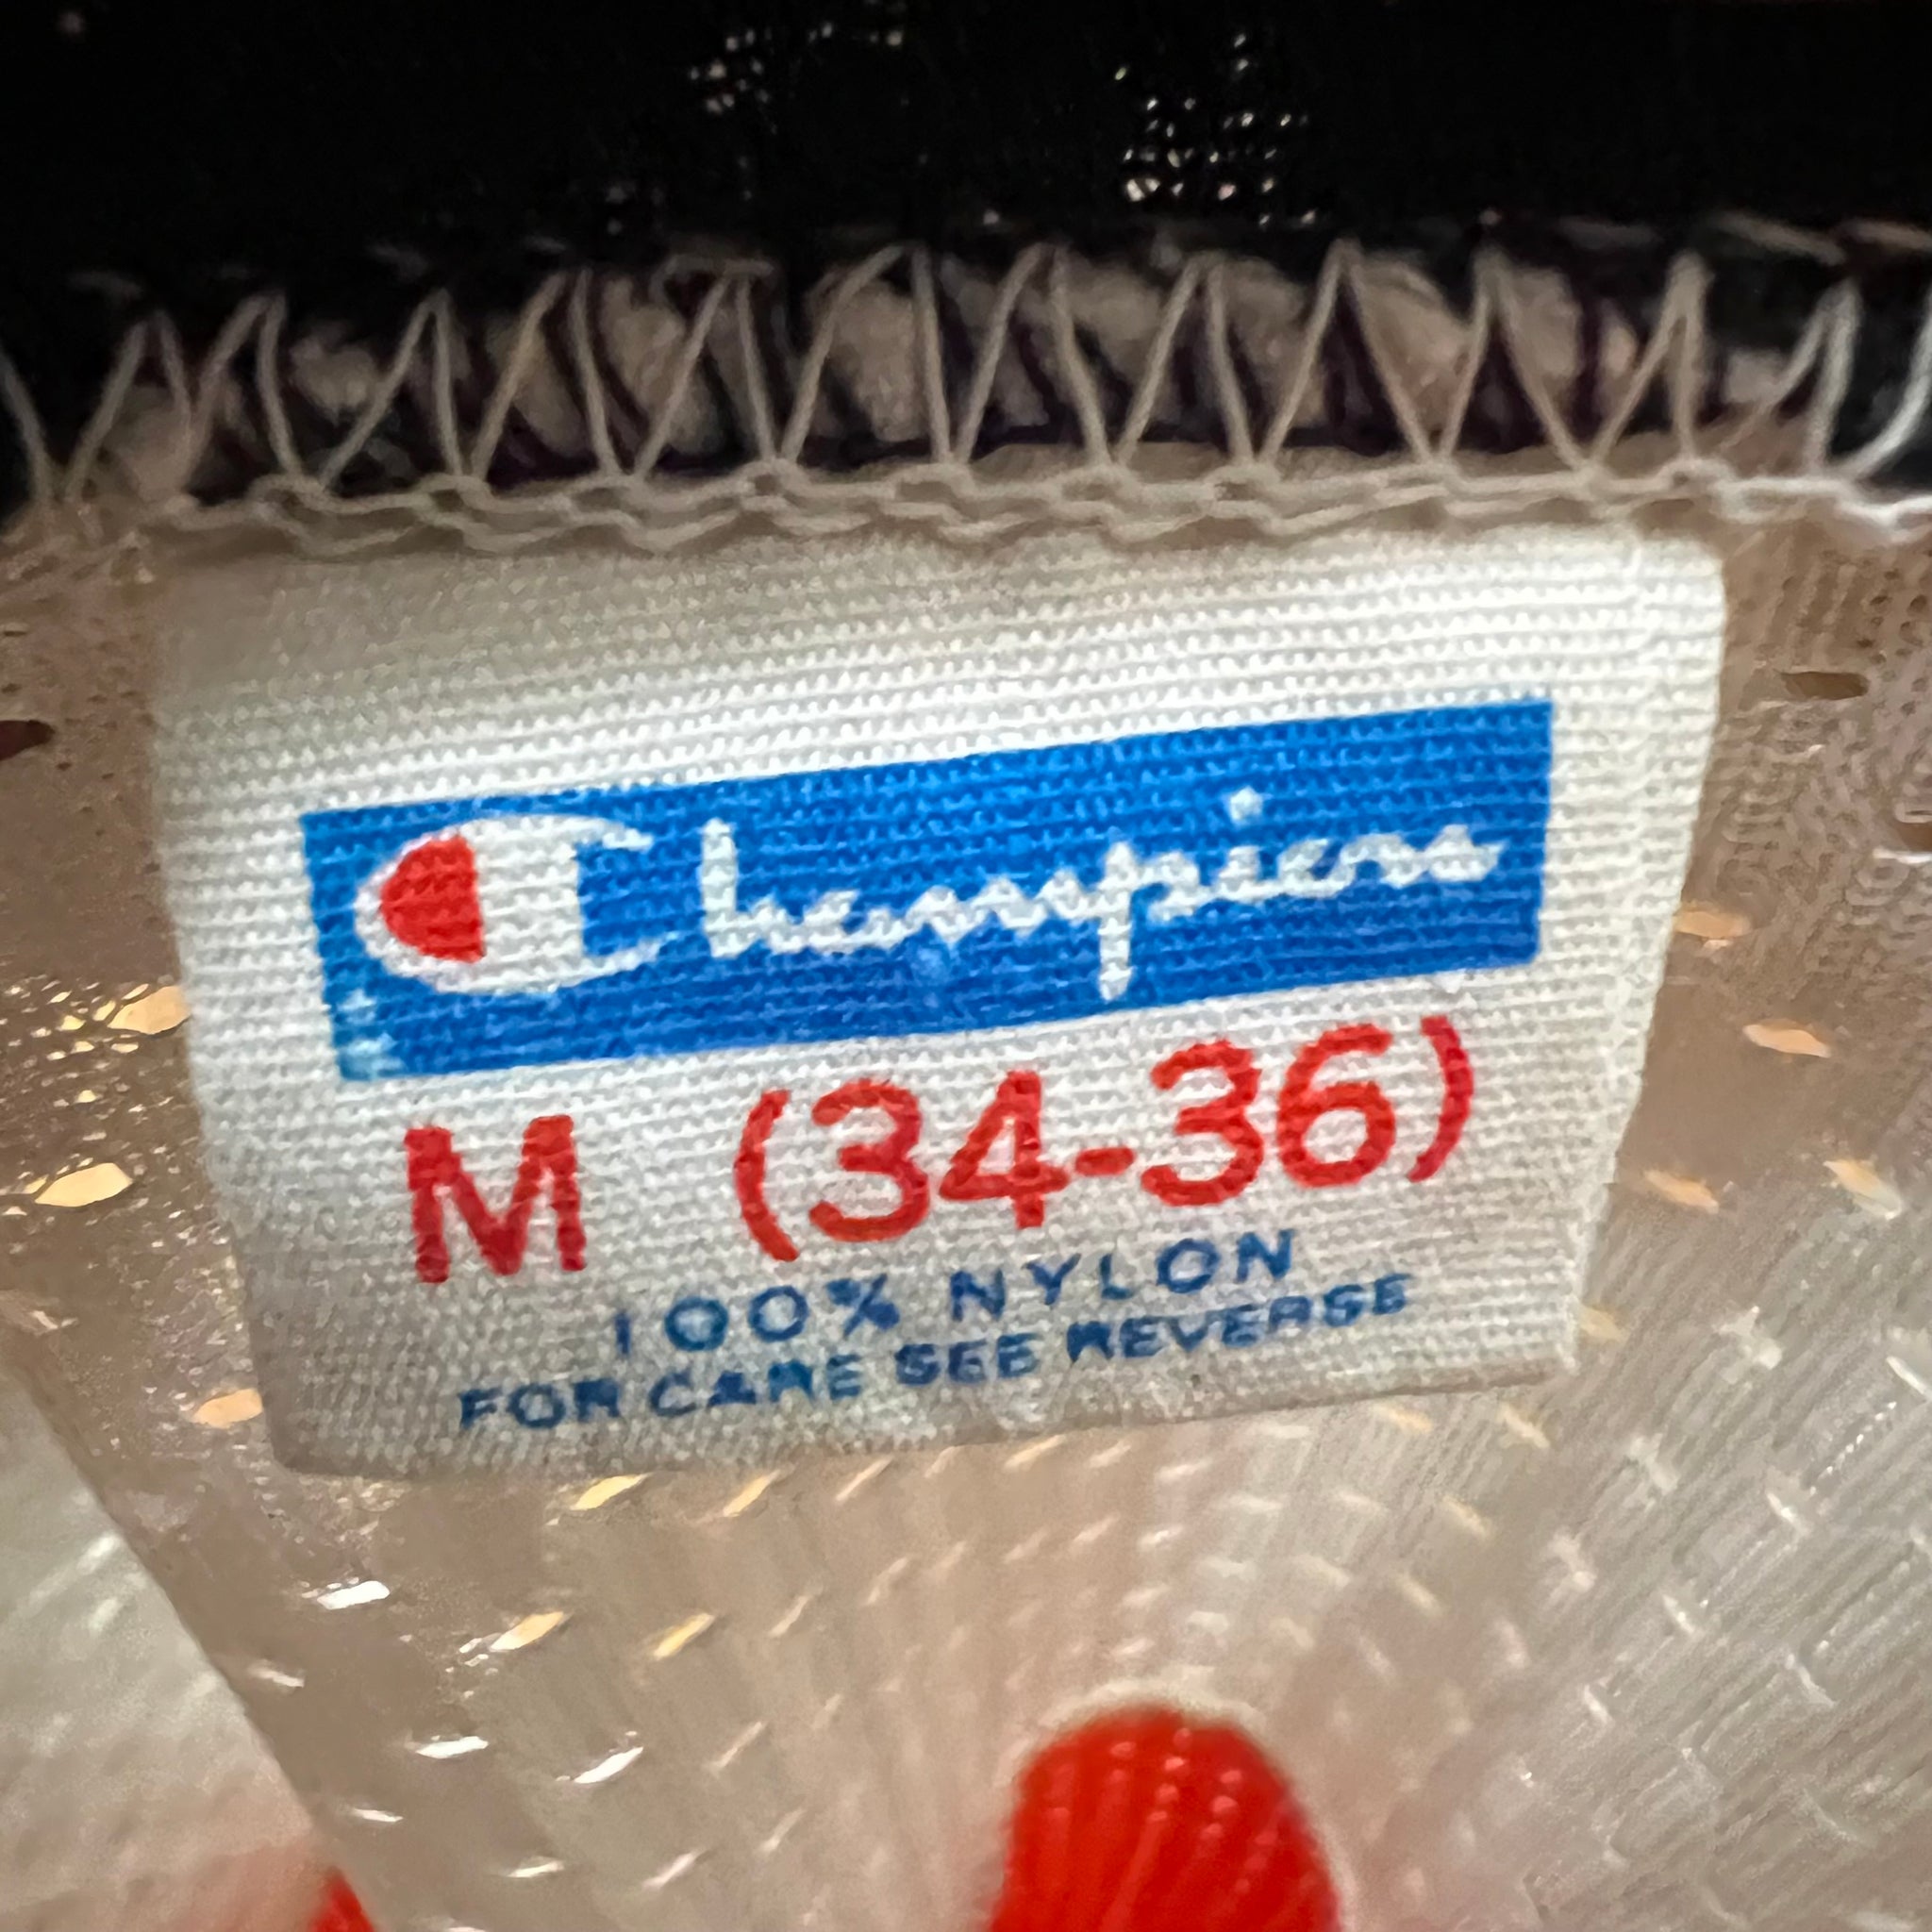 Champion
M (34-36)
100% NYLON
FOR CARE SEE REVERSE